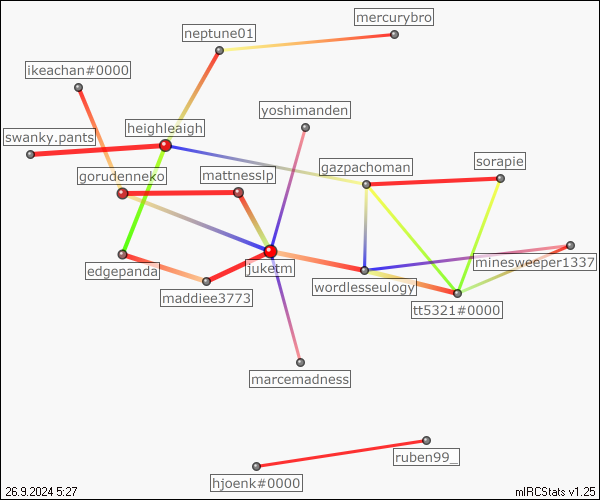 mercurybro
neptune01
ikeachan#0000
yoshimanden
heighleaigh
swanky.pants
sorapie
gazpachoman
gorudenneko
mattnesslp
minesweeper1337
juketm
edgepanda
wordlesseulogy
maddiee3773
tt5321#0000
marcemadness
ruben99_
hjoenk#0000
26.9.2024 5:27
mIRCStats v1.25